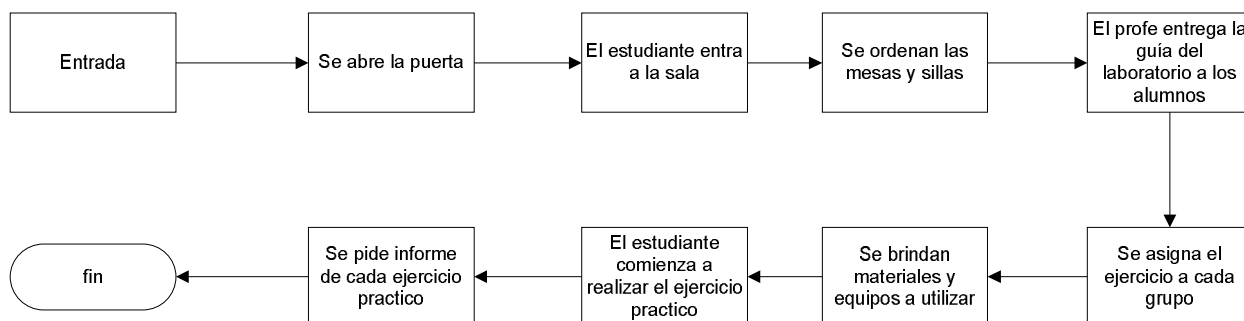 Entrada
Se abre la puerta
El estudiante entra
a la sala
Se ordenan las
mesas y sillas
El profe entrega la
guía del
laboratorio a los
alumnos
Se asigna el
ejercicio a cada
grupo
Se brindan
materiales y
equipos a utilizar
El estudiante
comienza a
realizar el ejercicio
practico
Se pide informe
de cada ejercicio
practico
fin